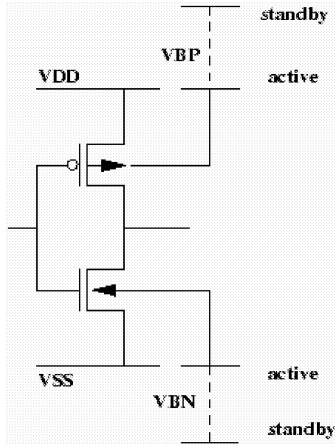 standby
VBP
VDD
active
VSS
active
VBN
standby